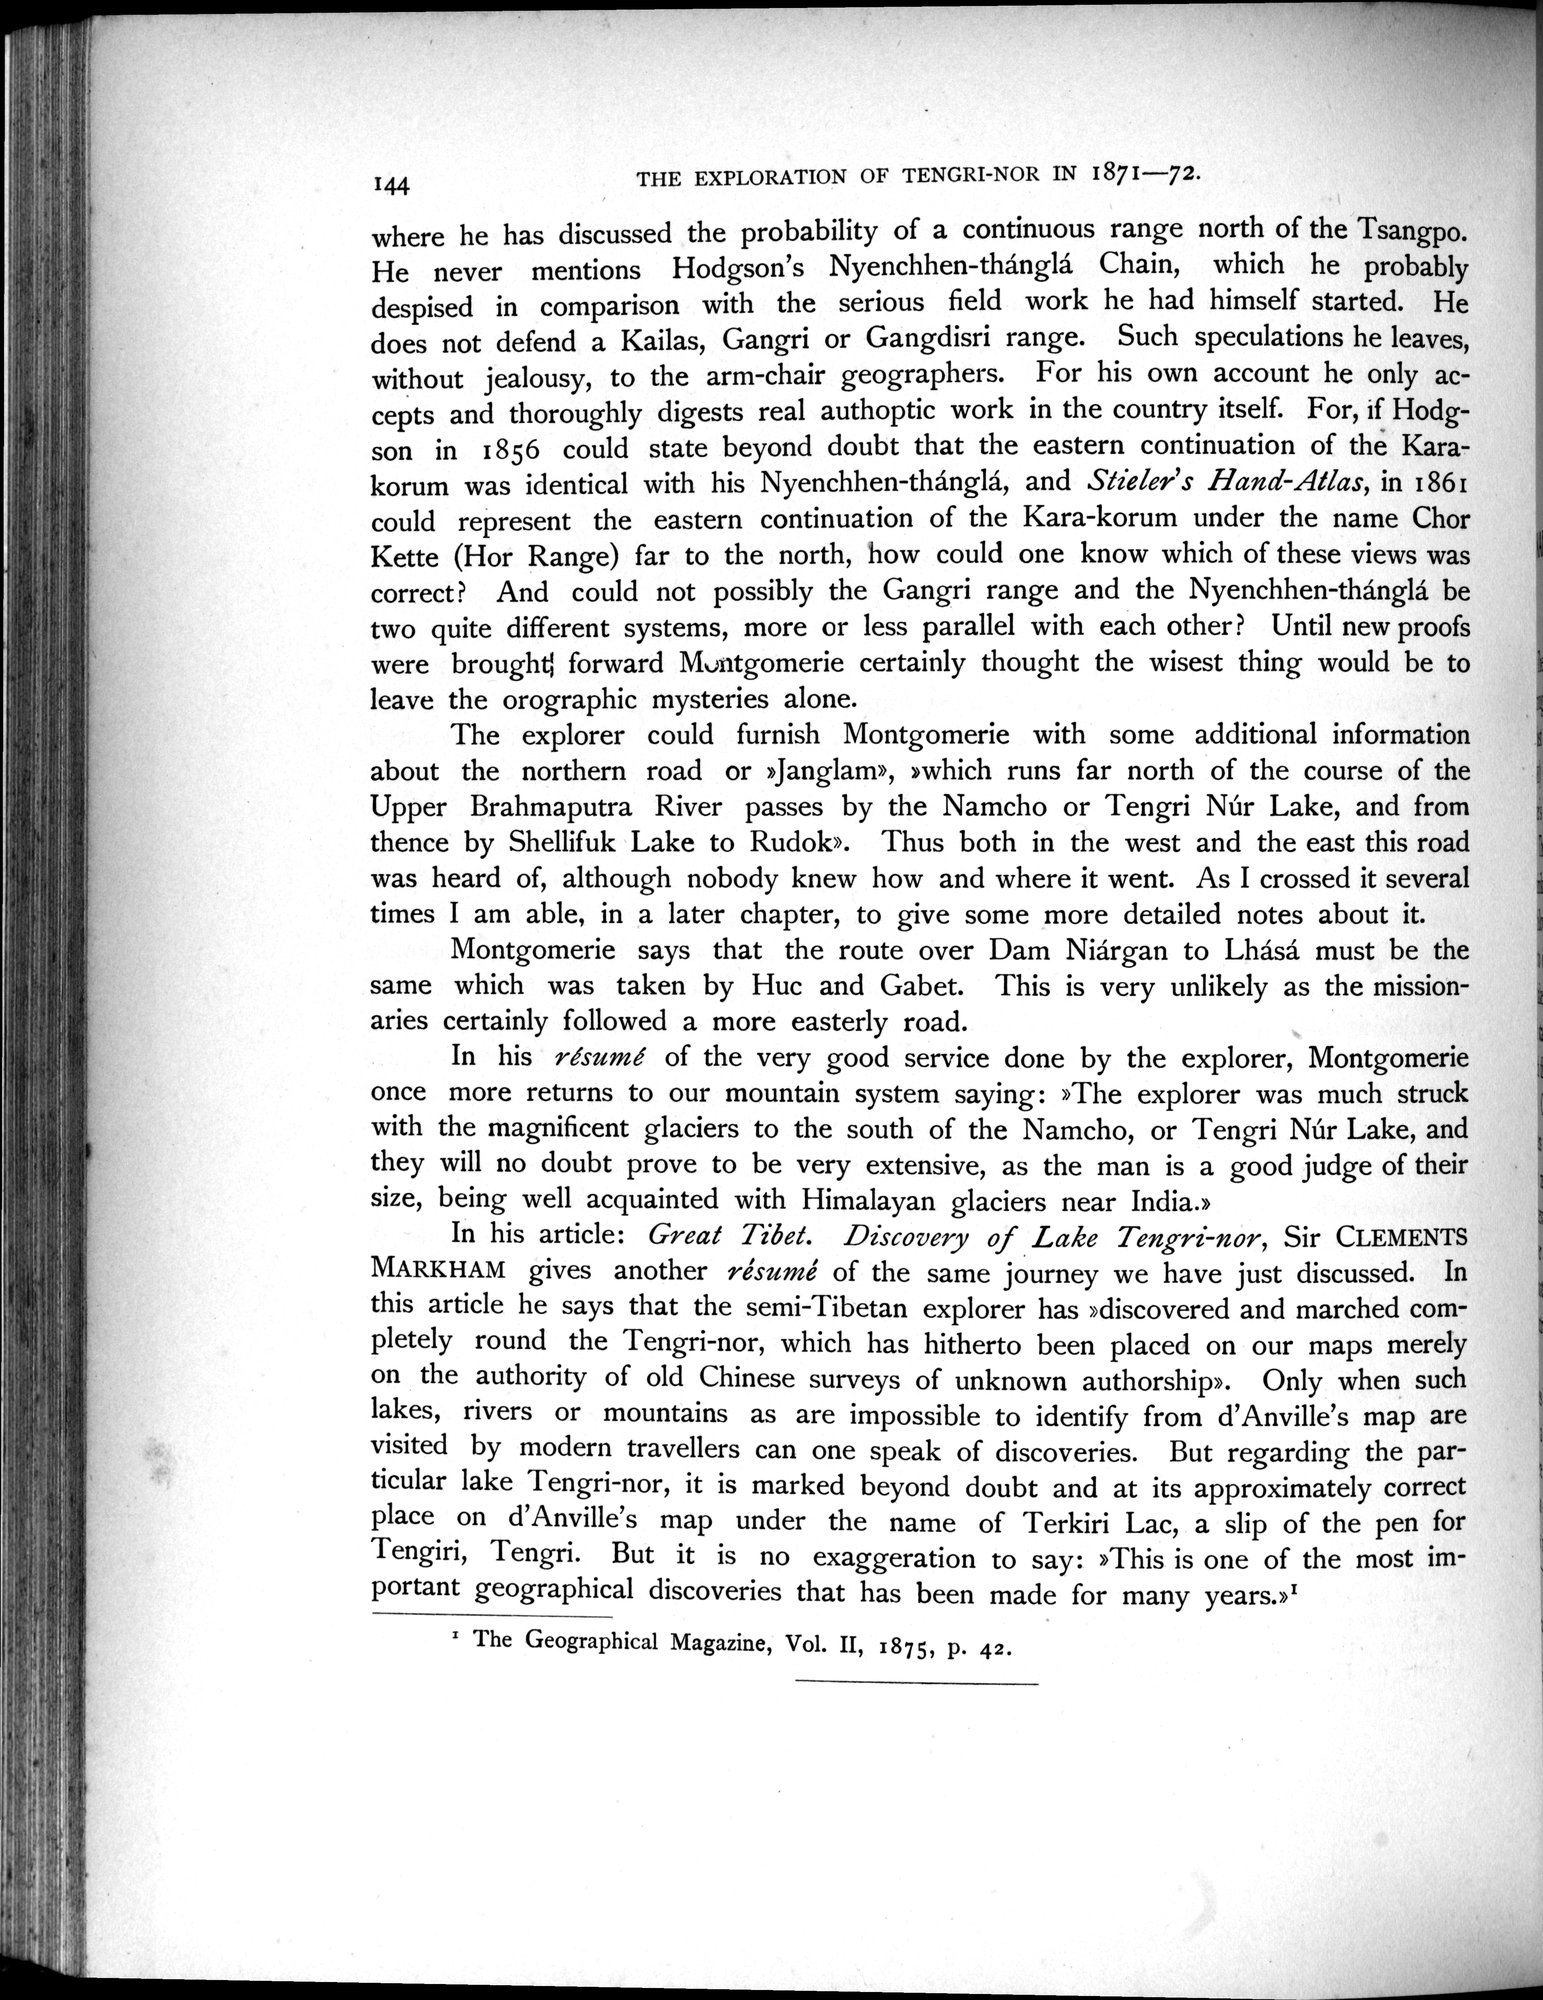 144 THE EXPLORATION OF TENGRI-NOR IN 1871—72.
where he has discussed the probability of a continuous range north of the Tsangpo.
He never mentions Hodgson's Nyenchhen-thánglá Chain, which he probably
despised in comparison with the serious field work he had himself started. He
does not defend a Kailas, Gangri or Gangdisri range. Such speculations he leaves,
without jealousy, to the arm-chair geographers. For his own account he only ac-
cepts and thoroughly digests real authoptic work in the country itself. For, if Hodg-
son in 1856 could state beyond doubt that the eastern continuation of the Kara-
korum was identical with his Nyenchhen-thánglá, and Stieler's Hand-Atlas, in 1861
could represent the eastern continuation of the Kara-korum under the name Chor
Kette (Hor Range) far to the north, how could one know which of these views was
correct? And could not possibly the Gangri range and the Nyenchhen-thánglá be
two quite different systems, more or less parallel with each other? Until new proofs
were brought forward Montgomerie certainly thought the wisest thing would be to
leave the orographic mysteries alone.
The explorer could furnish Montgomerie with some additional information
about the northern road or »Janglam», »which runs far north of the course of the
Upper Brahmaputra River passes by the Namcho or Tengri Núr Lake, and from
thence by Shellifuk Lake to Rudok». Thus both in the west and the east this road
was heard of, although nobody knew how and where it went. As I crossed it several
times I am able, in a later chapter, to give some more detailed notes about it.
Montgomerie says that the route over Dam Niárgan to Lhásá must be the
same which was taken by Huc and Gabet. This is very unlikely as the mission-
aries certainly followed a more easterly road.
In his résumé of the very good service done by the explorer, Montgomerie
once more returns to our mountain system saying: »The explorer was much struck
with the magnificent glaciers to the south of the Namcho, or Tengri Núr Lake, and
they will no doubt prove to be very extensive, as the man is a good judge of their
size, being well acquainted with Himalayan glaciers near India.»
In his article: Great Tibet. Discovery of Lake Tengri-nor, Sir CLEMENTS
MARKHAM gives another résumé of the same journey we have just discussed. In
this article he says that the semi-Tibetan explorer has »discovered and marched com-
pletely round the Tengri-nor, which has hitherto been placed on our maps merely
on the authority of old Chinese surveys of unknown authorship». Only when such
lakes, rivers or mountains as are impossible to identify from d'Anville's map are
visited by modern travellers can one speak of discoveries. But regarding the par-
ticular lake Tengri-nor, it is marked beyond doubt and at its approximately correct
place on d'Anville's map under the name of Terkiri Lac, a slip of the pen for
Tengiri, Tengri. But it is no exaggeration to say: »This is one of the most im-
portant geographical discoveries that has been made for many years.»¹
¹ The Geographical Magazine, Vol. II, 1875, p. 42.